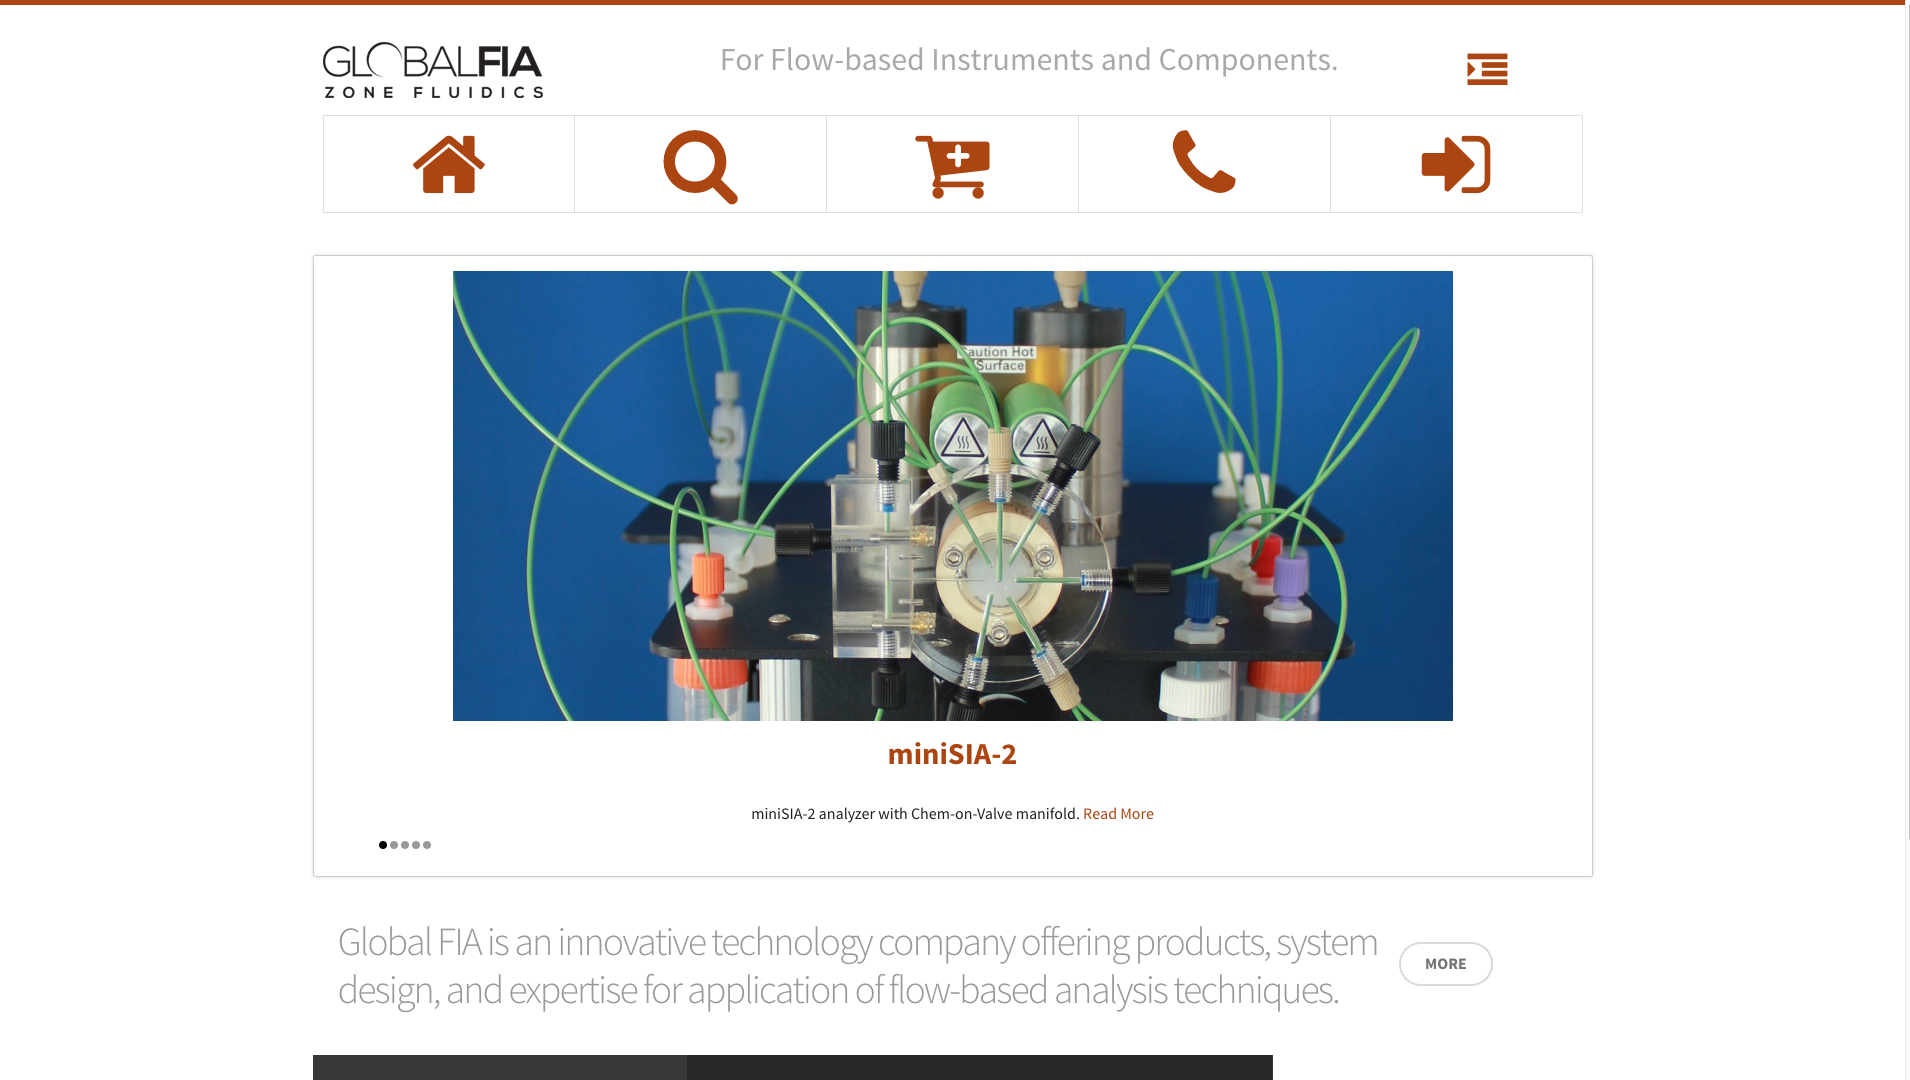 GLOBALFIA
ZONE FLUIDICS
For Flow-based Instruments and Components.
Caution Hot
Surface
miniSIA-2
miniSIA-2 analyzer with Chem-on-Valve manifold. Read More
Global FIA is an innovative technology company offering products, system
design, and expertise for application of flow-based analysis techniques.
MORE